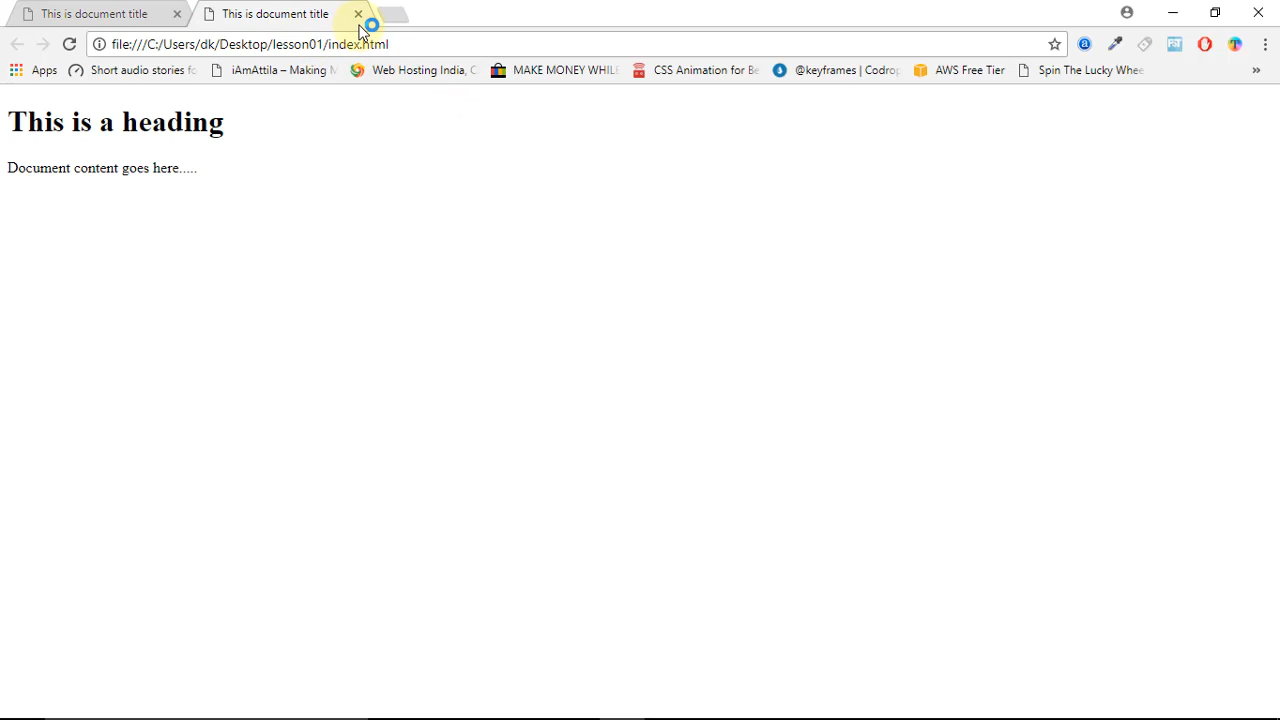 This is document title
This is document title
file:///C:/Users/dk/Desktop/lesson01/index.html
Apps
Short audio stories fo
iAmAttila – Making M
Web Hosting India, C
MAKE MONEY WHIL
CSS Animation for Be
@keyframes | Codrop
AWS Free Tier
Spin The Lucky Whee
»
This is a heading
Document content goes here.....